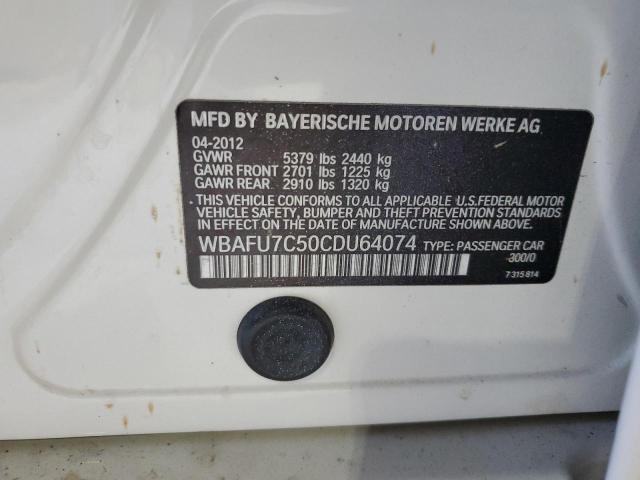 MFD BY BAYERISCHE MOTOREN WERKE AG
04-2012
GVWR 5379 lbs 2440 kg
GAWR FRONT 2701 lbs 1225 kg
GAWR REAR 2910 lbs 1320 kg
THIS VEHICLE CONFORMS TO ALL APPLICABLE U.S.FEDERAL MOTOR
VEHICLE SAFETY, BUMPER AND THEFT PREVENTION STANDARDS
IN EFFECT ON THE DATE OF MANUFACTURE SHOWN ABOVE.
WBAFU7C50CDU64074 TYPE: PASSENGER CAR
300/0
7 315 814